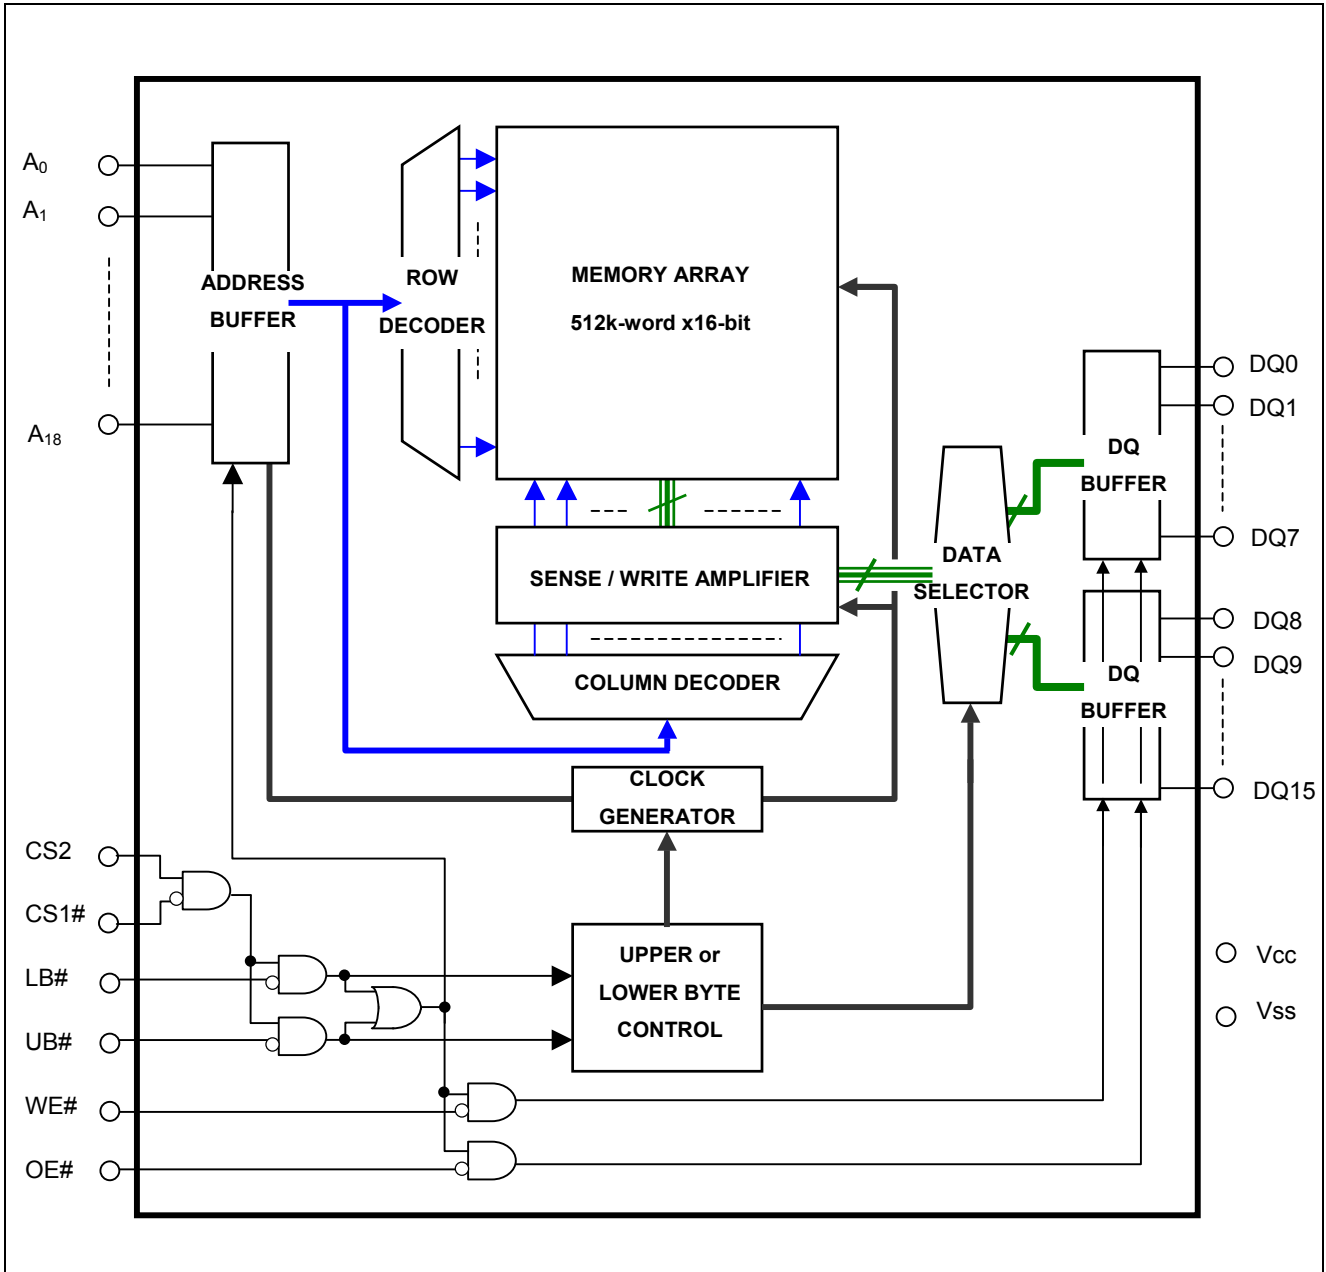 A0
A1
A18
ADDRESS
BUFFER
ROW
DECODER
MEMORY ARRAY
512k-word x16-bit
SENSE / WRITE AMPLIFIER
COLUMN DECODER
CLOCK
GENERATOR
DATA
SELECTOR
DQ
BUFFER
DQ
BUFFER
DQ0
DQ1
DQ7
DQ8
DQ9
DQ15
CS2
CS1#
LB#
UB#
WE#
OE#
UPPER or
LOWER BYTE
CONTROL
Vcc
Vss